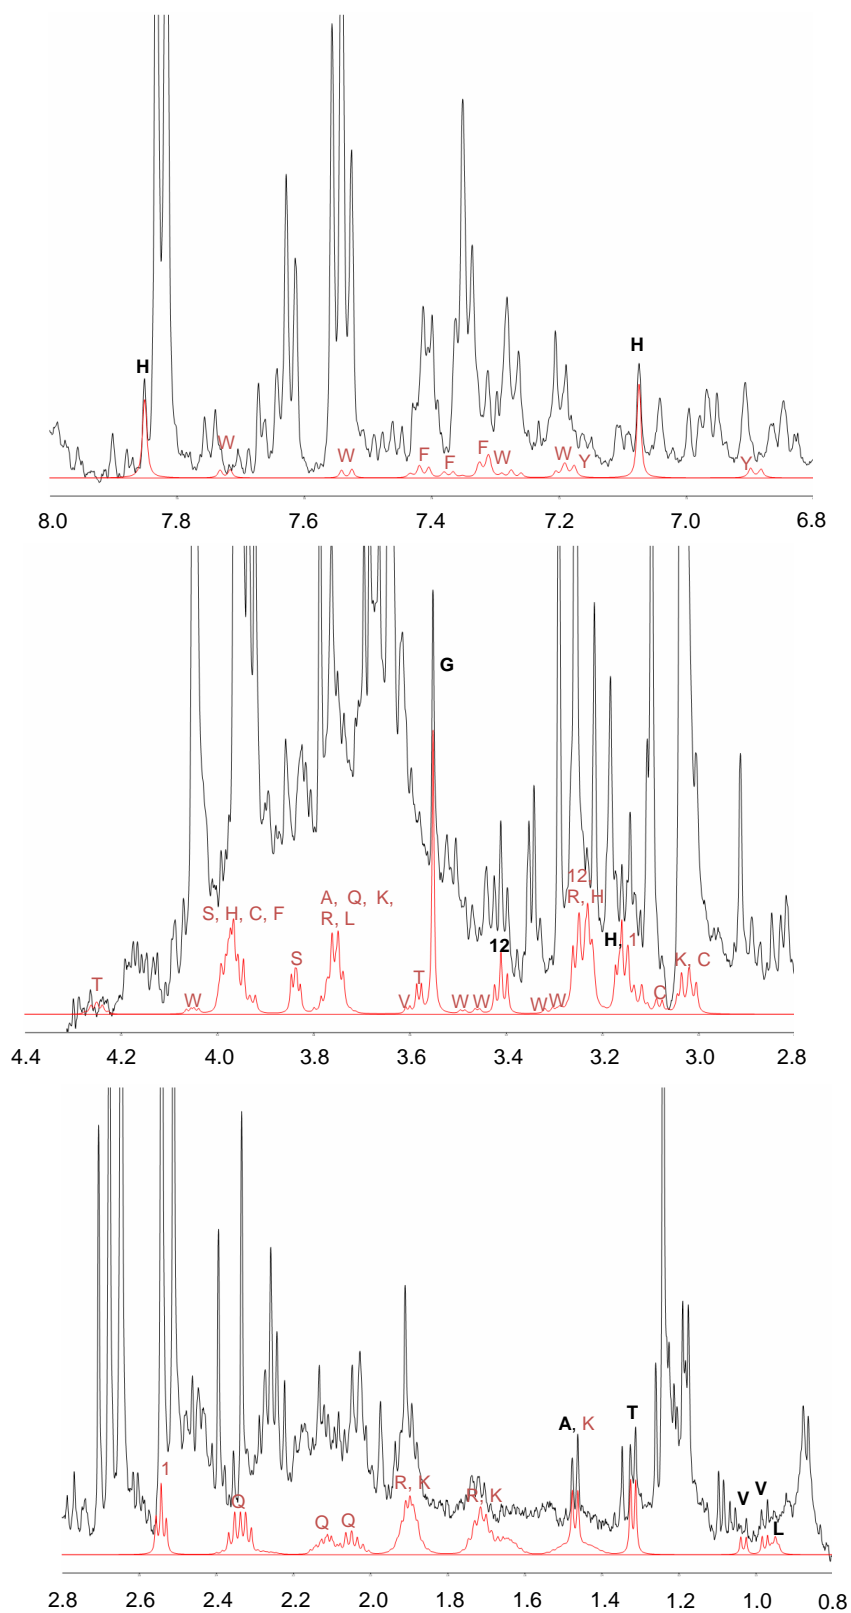 H
H
W
W
F
F
F
W
W
Y
Y
8.0 7.8 7.6 7.4 7.2 7.0 6.8
G
12,
R, H
A, Q, K,
R, L
S, H, C, F
12
H,
1
K, C
S
T
T
W
V
W
W
W
W
C
4.4 4.2 4.0 3.8 3.6 3.4 3.2 3.0 2.8
A, K
T
1
Q
R, K
R, K
Q
Q
V
V
L
2.8 2.6 2.4 2.2 2.0 1.8 1.6 1.4 1.2 1.0 0.8